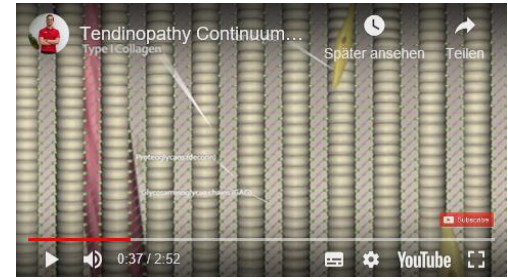 Tendinopathy Continuum...
Später ansehen
Teilen
Type I Collagen
Proteoglycans (decorin)
Glycosaminoglycan chains (GAG)
Subscribe
0:37 / 2:52
YouTube